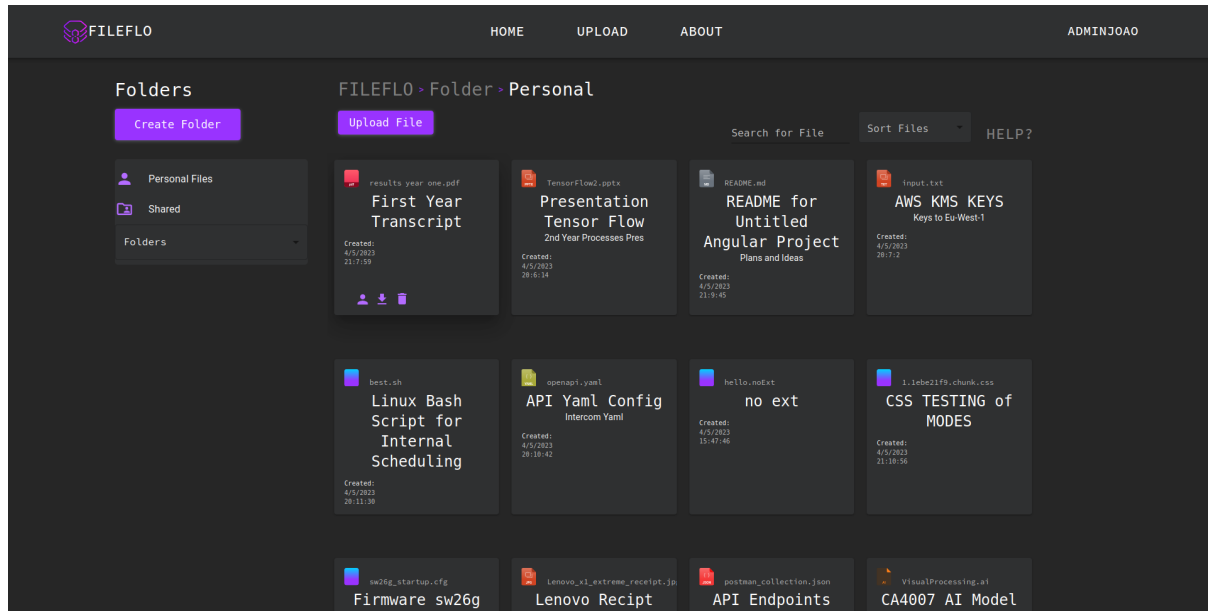 FILEFLO
HOME UPLOAD ABOUT
ADMINJOAO
Folders
Create Folder
Personal Files
Shared
Folders
FILEFLO > Folder > Personal
Upload File
Search for File
Sort Files
HELP?
results year one.pdf
First Year
Transcript
Created:
4/5/2023
21:7:59
TensorFlow2.pptx
Presentation
Tensor Flow
2nd Year Processes Pres
Created:
4/5/2023
20:6:14
README.md
README for
Untitled
Angular Project
Plans and Ideas
Created:
4/5/2023
21:9:45
input.txt
AWS KMS KEYS
Keys to Eu-West-1
Created:
4/5/2023
20:7:2
best.sh
Linux Bash
Script for
Internal
Scheduling
Created:
4/5/2023
20:11:30
openapi.yaml
API Yaml Config
Intercom Yaml
Created:
4/5/2023
20:10:42
hello.noExt
no ext
Created:
4/5/2023
15:47:46
1.1ebe21f9.chunk.css
CSS TESTING of
MODES
Created:
4/5/2023
21:10:56
sw26g_startup.cfg
Firmware sw26g
Lenovo_x1_extreme_receipt.jp
Lenovo Recipt
postman_collection.json
API Endpoints
VisualProcessing.ai
CA4007 AI Model